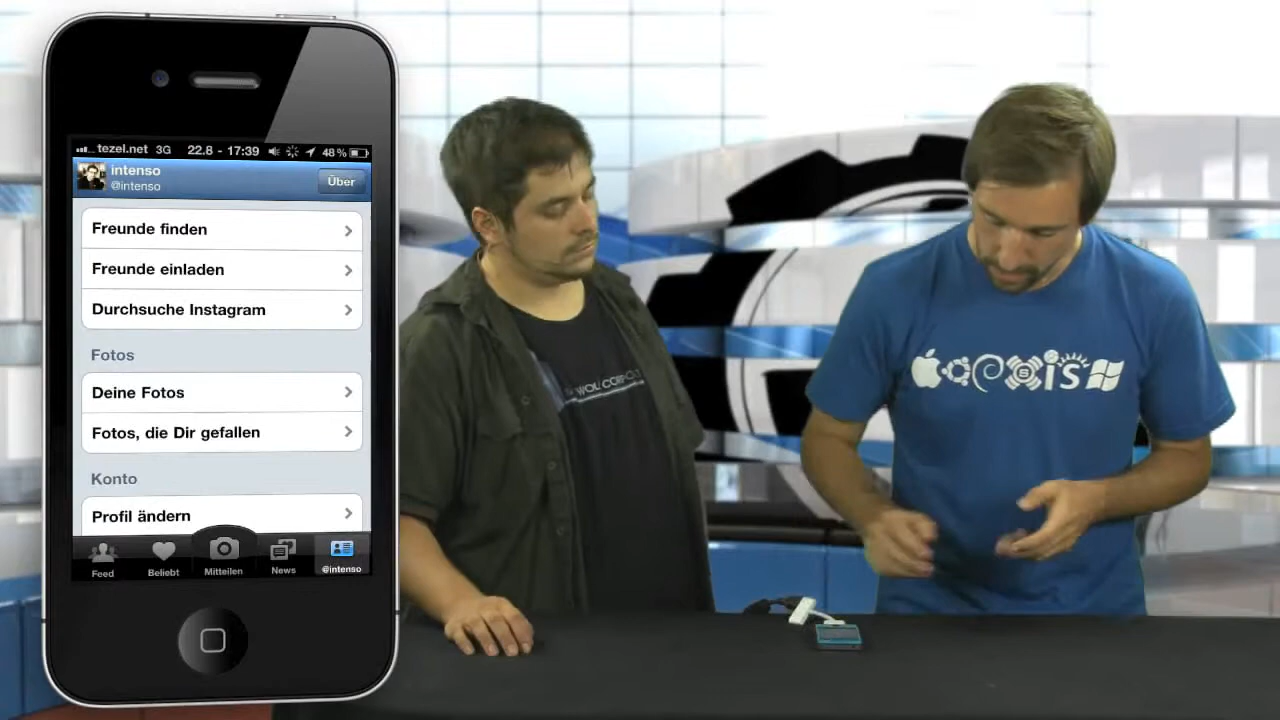 tezel.net 3G 22.8 - 17:39 48 %
intenso
@intenso
Über
Freunde finden
Freunde einladen
Durchsuche Instagram
Fotos
Deine Fotos
Fotos, die Dir gefallen
Konto
Profil ändern
Feed
Beliebt
Mitteilen
News
@intenso